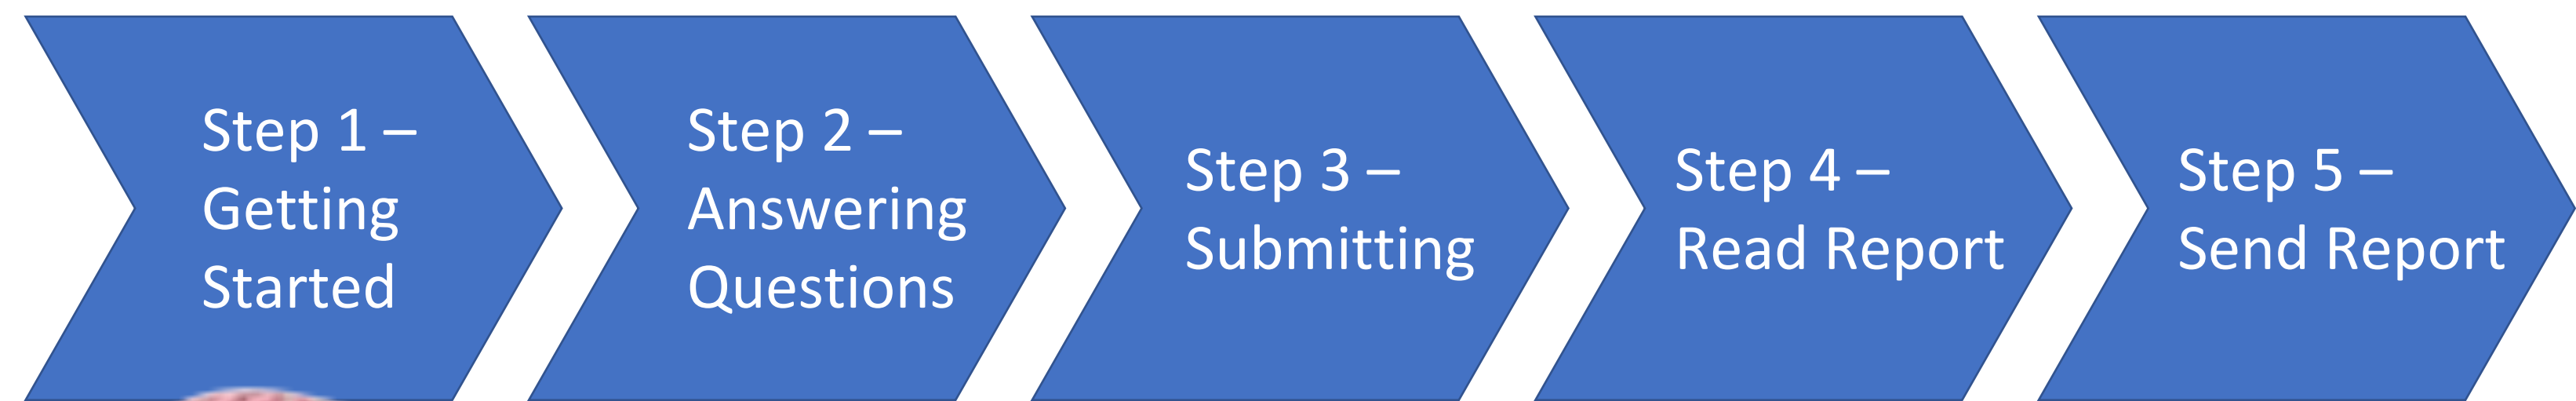 Step 1 –
Getting
Started
Step 2 –
Answering
Questions
Step 3 –
Submitting
Step 4 –
Read Report
Step 5 –
Send Report